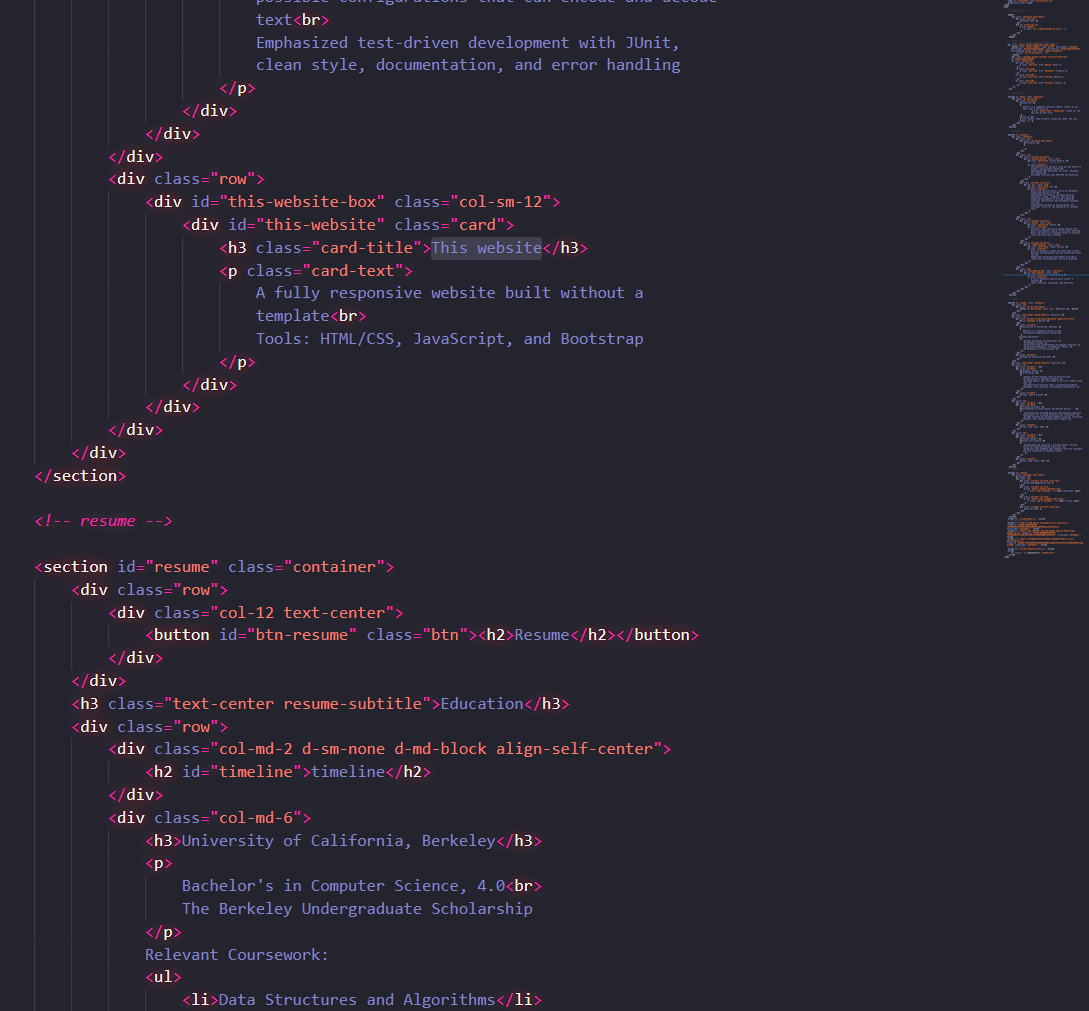 possible configurations that can encode and decode
text<br>
Emphasized test-driven development with JUnit,
clean style, documentation, and error handling
</p>
</div>
</div>
</div>
<div class="row">
<div id="this-website-box" class="col-sm-12">
<div id="this-website" class="card">
<h3 class="card-title">This website</h3>
<p class="card-text">
A fully responsive website built without a
template<br>
Tools: HTML/CSS, JavaScript, and Bootstrap
</p>
</div>
</div>
</div>
</div>
</section>
<!-- resume -->
<section id="resume" class="container">
<div class="row">
<div class="col-12 text-center">
<button id="btn-resume" class="btn"><h2>Resume</h2></button>
</div>
</div>
<h3 class="text-center resume-subtitle">Education</h3>
<div class="row">
<div class="col-md-2 d-sm-none d-md-block align-self-center">
<h2 id="timeline">timeline</h2>
</div>
<div class="col-md-6">
<h3>University of California, Berkeley</h3>
<p>
Bachelor's in Computer Science, 4.0<br>
The Berkeley Undergraduate Scholarship
</p>
Relevant Coursework:
<ul>
<li>Data Structures and Algorithms</li>